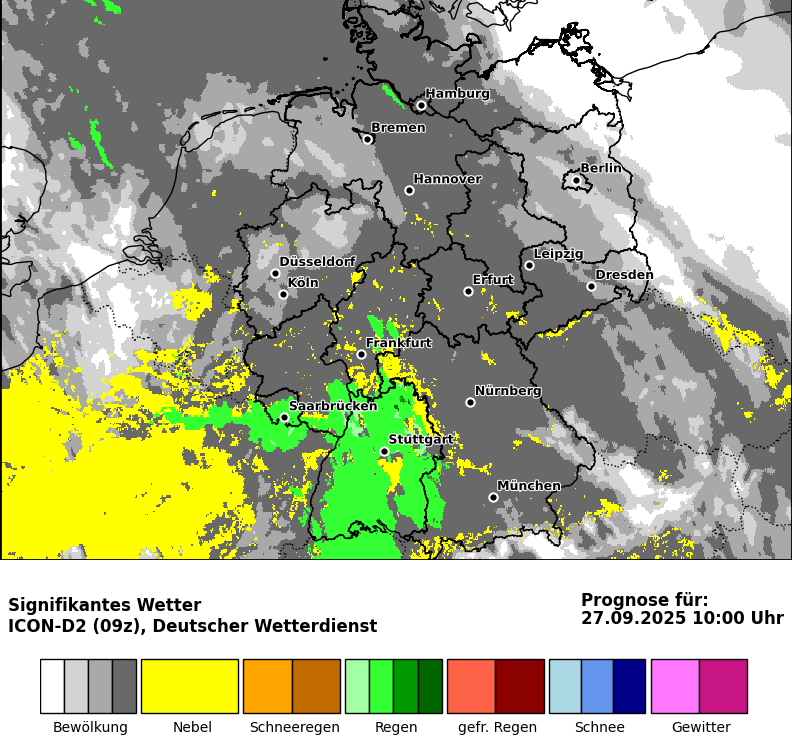 Hamburg
Bremen
Berlin
Hannover
Düsseldorf
Leipzig
Köln
Erfurt
Dresden
Frankfurt
Nürnberg
Saarbrücken
Stuttgart
München
Signifikantes Wetter
ICON-D2 (09z), Deutscher Wetterdienst
Prognose für:
27.09.2025 10:00 Uhr
Bewölkung
Nebel
Schneeregen
Regen
gefr. Regen
Schnee
Gewitter